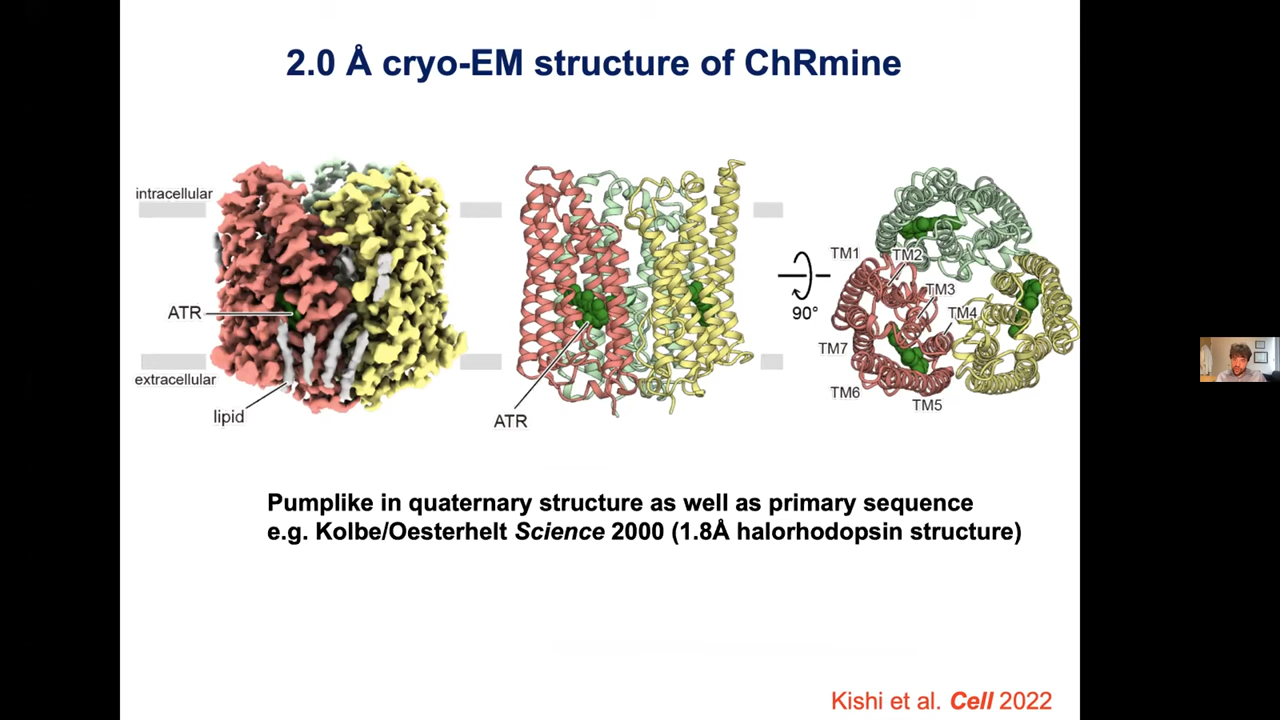 2.0 Å cryo-EM structure of ChRmine
intracellular
ATR
extracellular
lipid
ATR
90°
TM1
TM2
TM3
TM4
TM7
TM6
TM5
Pumplike in quaternary structure as well as primary sequence
e.g. Kolbe/Oesterhelt Science 2000 (1.8Å halorhodopsin structure)
Kishi et al. Cell 2022